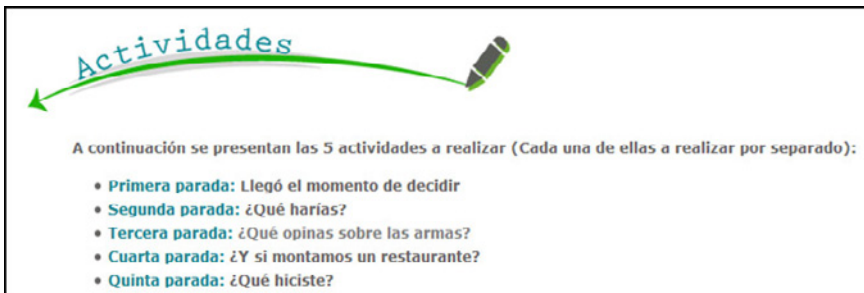 Actividades
A continuación se presentan las 5 actividades a realizar (Cada una de ellas a realizar por separado):
• Primera parada: Llegó el momento de decidir
• Segunda parada: ¿Qué harías?
• Tercera parada: ¿Qué opinas sobre las armas?
• Cuarta parada: ¿Y si montamos un restaurante?
• Quinta parada: ¿Qué hiciste?